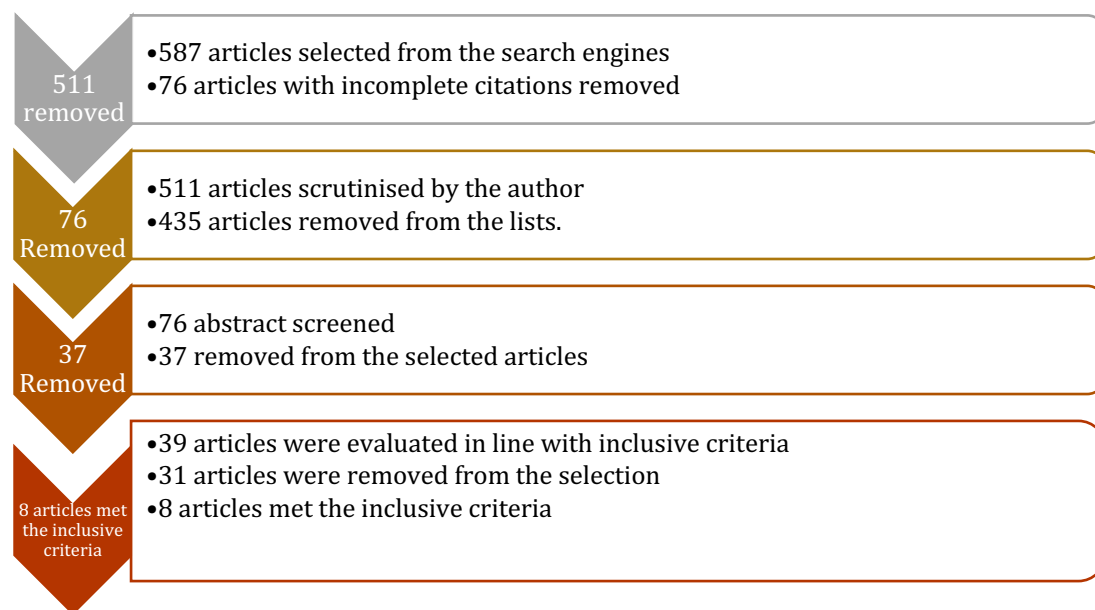 511
removed
•587 articles selected from the search engines
•76 articles with incomplete citations removed
76
Removed
•511 articles scrutinised by the author
•435 articles removed from the lists.
37
Removed
•76 abstract screened
•37 removed from the selected articles
8 articles met
the inclusive
criteria
•39 articles were evaluated in line with inclusive criteria
•31 articles were removed from the selection
•8 articles met the inclusive criteria